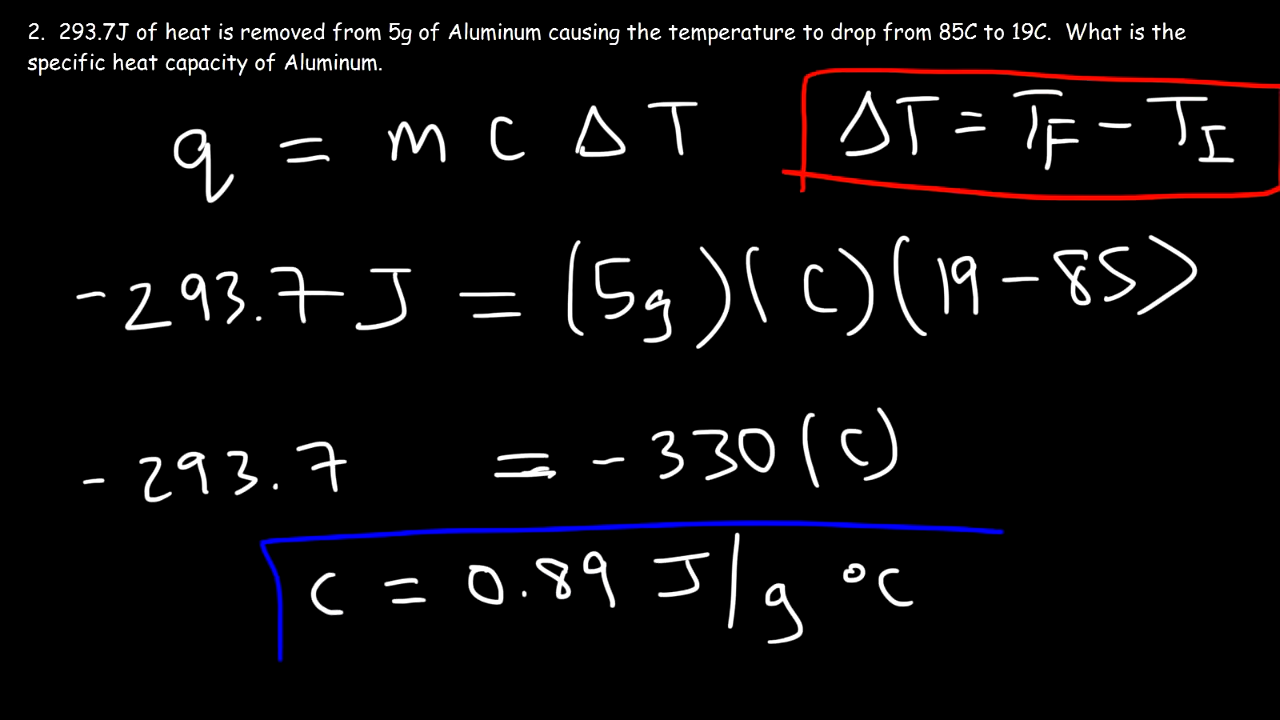 2. 293.7J of heat is removed from 5g of Aluminum causing the temperature to drop from 85C to 19C. What is the
specific heat capacity of Aluminum.
q = m C Δ T
ΔT = TF - TI
-293.7 J = (5g)(C)(19-85)
-293.7 = -330(C)
C = 0.89 J/g °C